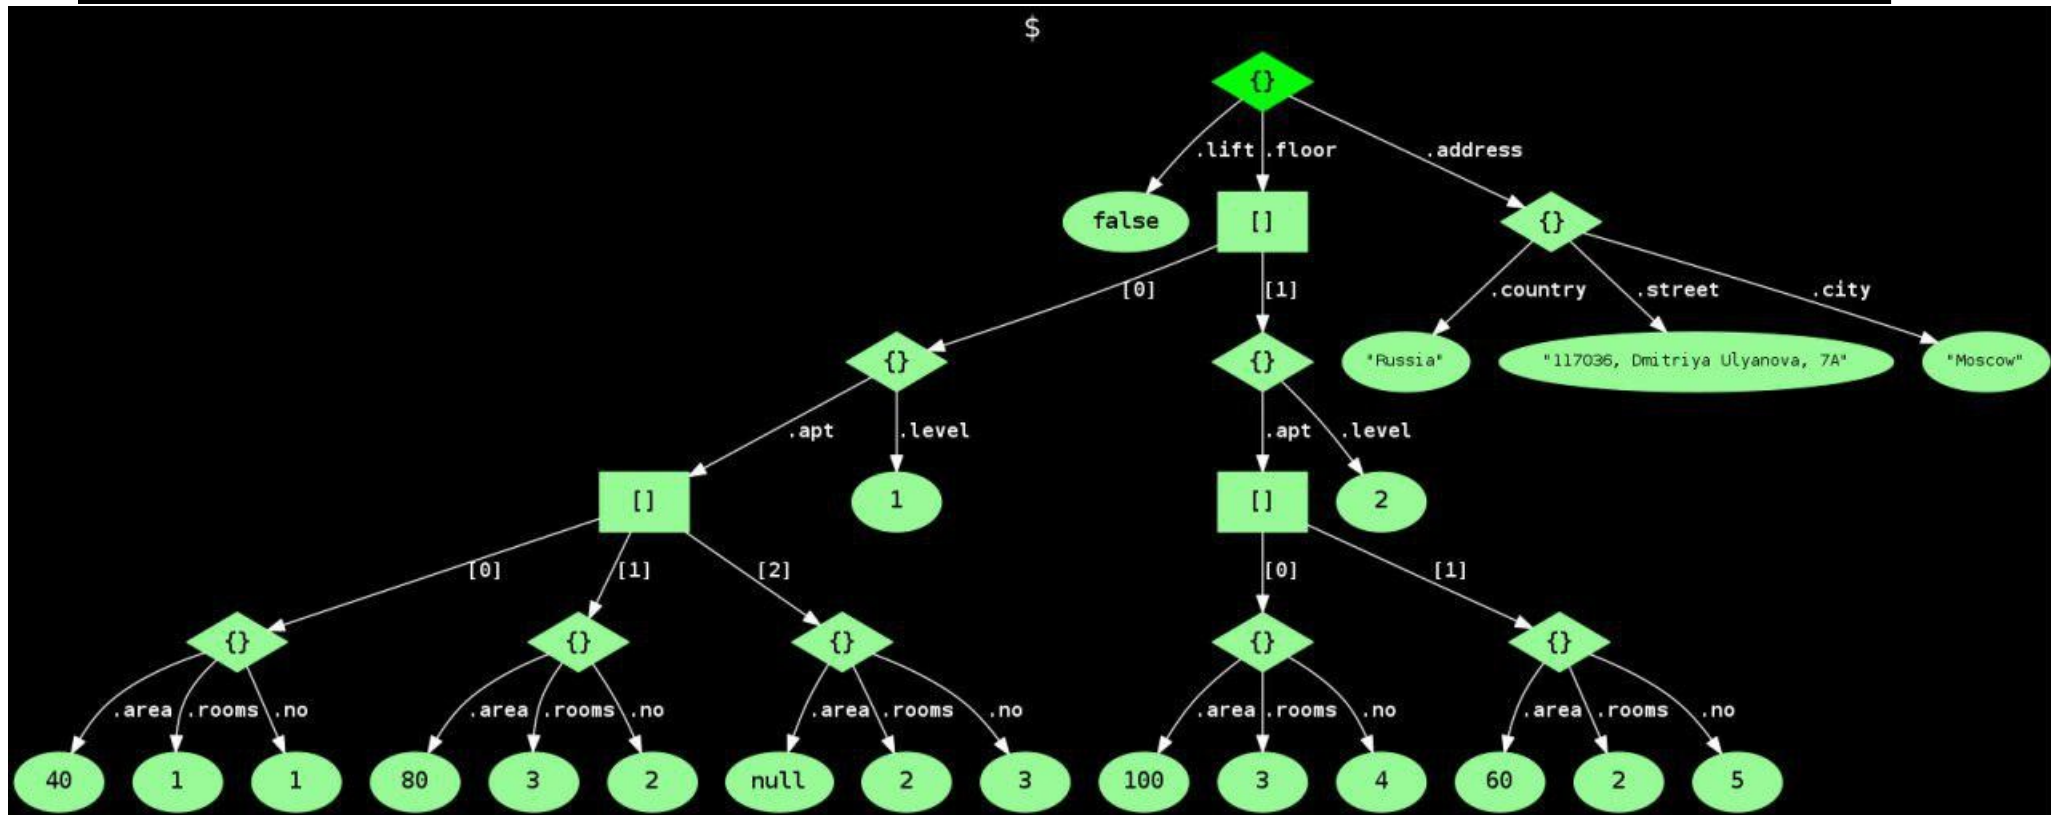 $
{}
.lift .floor .address
false [] {}
[0] [1] .country .street .city
{} {} "Russia" "117036, Dmitriya Ulyanova, 7A" "Moscow"
.apt .level .apt .level
[] 1 [] 2
[0] [1] [2] [0] [1]
{} {} {} {} {}
.area .rooms .no .area .rooms .no .area .rooms .no .area .rooms .no .area .rooms .no
40 1 1 80 3 2 null 2 3 100 3 4 60 2 5